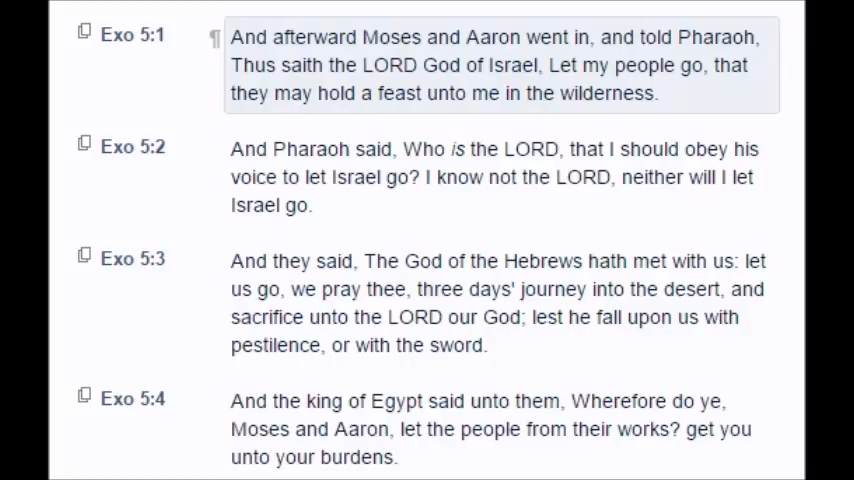 Exo 5:1 ¶ And afterward Moses and Aaron went in, and told Pharaoh,
Thus saith the LORD God of Israel, Let my people go, that
they may hold a feast unto me in the wilderness.
Exo 5:2 And Pharaoh said, Who is the LORD, that I should obey his
voice to let Israel go? I know not the LORD, neither will I let
Israel go.
Exo 5:3 And they said, The God of the Hebrews hath met with us: let
us go, we pray thee, three days' journey into the desert, and
sacrifice unto the LORD our God; lest he fall upon us with
pestilence, or with the sword.
Exo 5:4 And the king of Egypt said unto them, Wherefore do ye,
Moses and Aaron, let the people from their works? get you
unto your burdens.